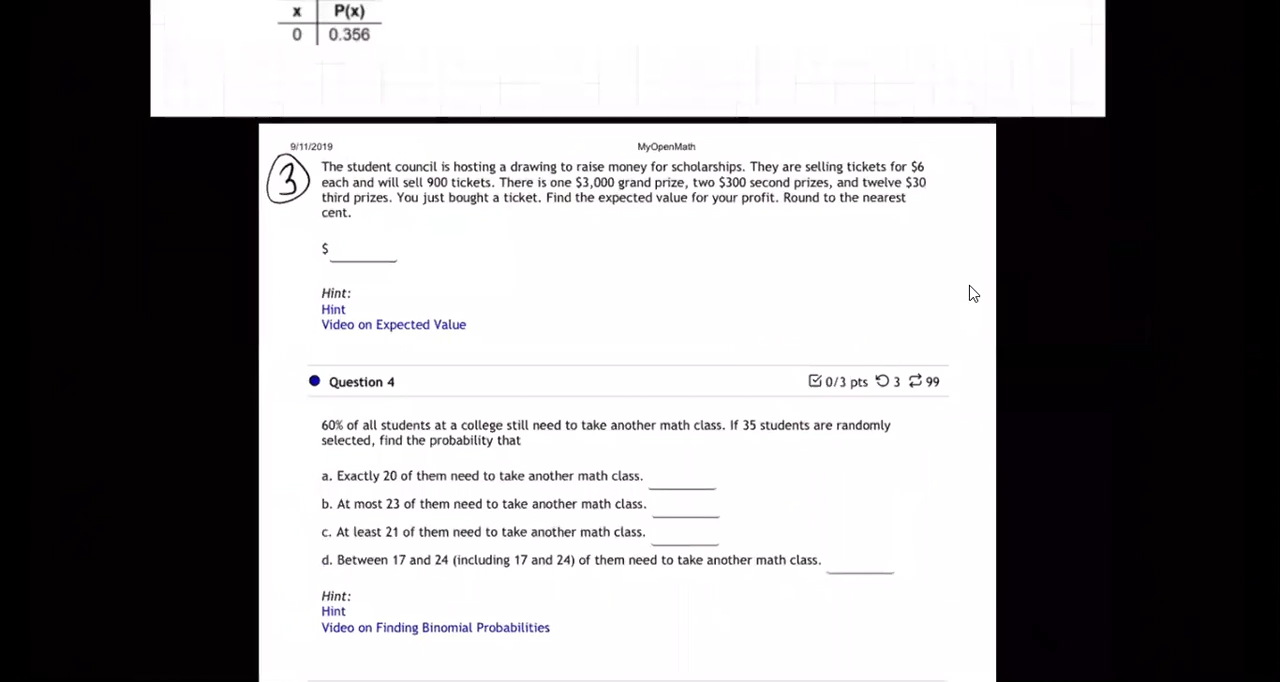 x P(x)
0 0.356
9/11/2019 MyOpenMath
3 The student council is hosting a drawing to raise money for scholarships. They are selling tickets for $6
each and will sell 900 tickets. There is one $3,000 grand prize, two $300 second prizes, and twelve $30
third prizes. You just bought a ticket. Find the expected value for your profit. Round to the nearest
cent.
$
Hint:
Hint
Video on Expected Value
Question 4 0/3 pts 3 99
60% of all students at a college still need to take another math class. If 35 students are randomly
selected, find the probability that
a. Exactly 20 of them need to take another math class.
b. At most 23 of them need to take another math class.
c. At least 21 of them need to take another math class.
d. Between 17 and 24 (including 17 and 24) of them need to take another math class.
Hint:
Hint
Video on Finding Binomial Probabilities